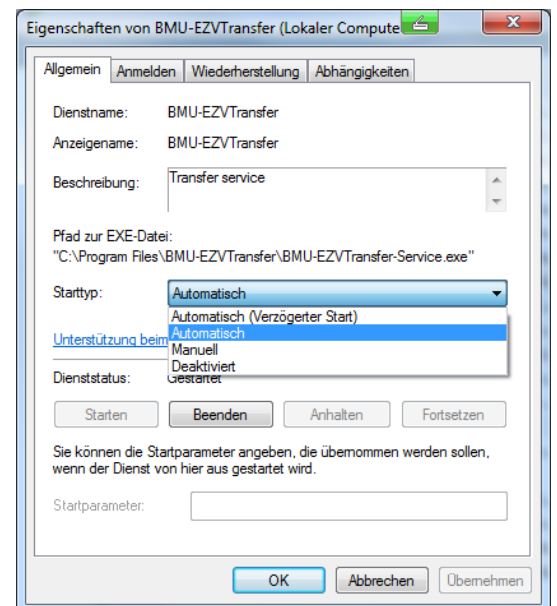 Eigenschaften von BMU-EZVTransfer (Lokaler Compute
Allgemein Anmelden Wiederherstellung Abhängigkeiten
Dienstname: BMU-EZVTransfer
Anzeigename: BMU-EZVTransfer
Beschreibung: Transfer service
Pfad zur EXE-Datei:
"C:\Program Files\BMU-EZVTransfer\BMU-EZVTransfer-Service.exe"
Starttyp: Automatisch
Automatisch (Verzögerter Start)
Automatisch
Unterstützung beim
Manuell
Deaktiviert
Dienststatus: Gestartet
Starten Beenden Anhalten Fortsetzen
Sie können die Startparameter angeben, die übernommen werden sollen,
wenn der Dienst von hier aus gestartet wird.
Startparameter:
OK Abbrechen Übernehmen